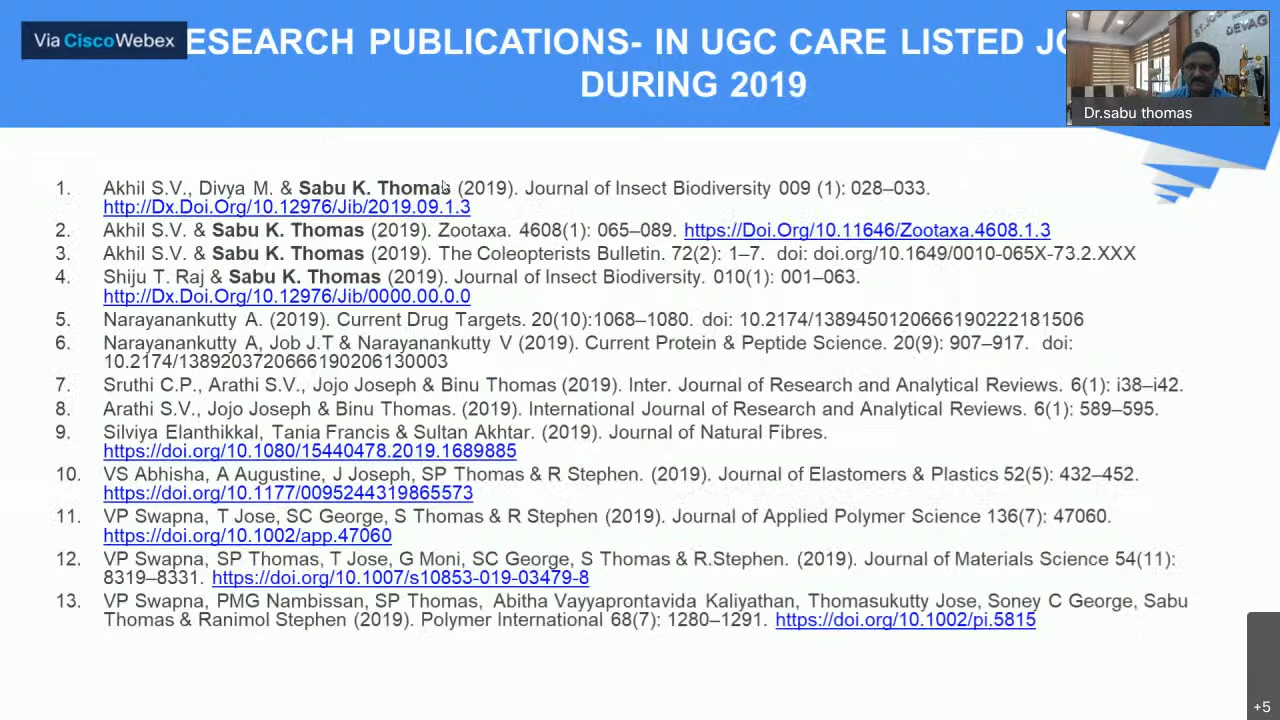 Via CiscoWebex
ESEARCH PUBLICATIONS- IN UGC CARE LISTED JO
DURING 2019
ST.JOS
DEVAG
Dr.sabu thomas
1. Akhil S.V., Divya M. & Sabu K. Thomas (2019). Journal of Insect Biodiversity 009 (1): 028–033.
http://Dx.Doi.Org/10.12976/Jib/2019.09.1.3
2. Akhil S.V. & Sabu K. Thomas (2019). Zootaxa. 4608(1): 065–089. https://Doi.Org/10.11646/Zootaxa.4608.1.3
3. Akhil S.V. & Sabu K. Thomas (2019). The Coleopterists Bulletin. 72(2): 1–7. doi: doi.org/10.1649/0010-065X-73.2.XXX
4. Shiju T. Raj & Sabu K. Thomas (2019). Journal of Insect Biodiversity. 010(1): 001–063.
http://Dx.Doi.Org/10.12976/Jib/0000.00.0.0
5. Narayanankutty A. (2019). Current Drug Targets. 20(10):1068–1080. doi: 10.2174/1389450120666190222181506
6. Narayanankutty A, Job J.T & Narayanankutty V (2019). Current Protein & Peptide Science. 20(9): 907–917. doi:
10.2174/1389203720666190206130003
7. Sruthi C.P., Arathi S.V., Jojo Joseph & Binu Thomas (2019). Inter. Journal of Research and Analytical Reviews. 6(1): i38–i42.
8. Arathi S.V., Jojo Joseph & Binu Thomas. (2019). International Journal of Research and Analytical Reviews. 6(1): 589–595.
9. Silviya Elanthikkal, Tania Francis & Sultan Akhtar. (2019). Journal of Natural Fibres.
https://doi.org/10.1080/15440478.2019.1689885
10. VS Abhisha, A Augustine, J Joseph, SP Thomas & R Stephen. (2019). Journal of Elastomers & Plastics 52(5): 432–452.
https://doi.org/10.1177/0095244319865573
11. VP Swapna, T Jose, SC George, S Thomas & R Stephen (2019). Journal of Applied Polymer Science 136(7): 47060.
https://doi.org/10.1002/app.47060
12. VP Swapna, SP Thomas, T Jose, G Moni, SC George, S Thomas & R.Stephen. (2019). Journal of Materials Science 54(11):
8319–8331. https://doi.org/10.1007/s10853-019-03479-8
13. VP Swapna, PMG Nambissan, SP Thomas, Abitha Vayyaprontavida Kaliyathan, Thomasukutty Jose, Soney C George, Sabu
Thomas & Ranimol Stephen (2019). Polymer International 68(7): 1280–1291. https://doi.org/10.1002/pi.5815
+5